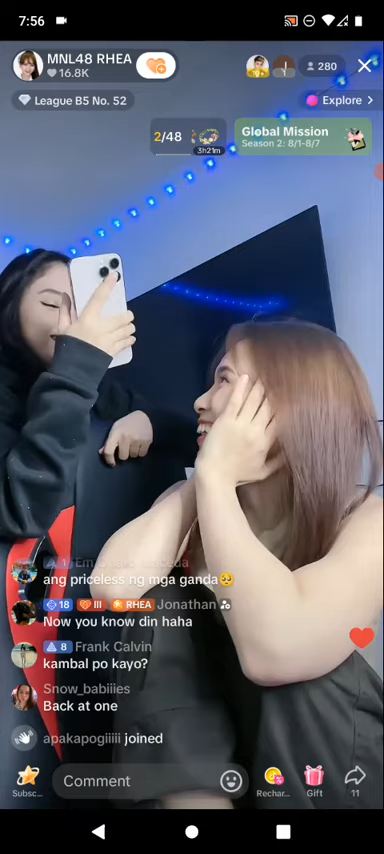 7:56
MNL48 RHEA
16.8K
280
League B5 No. 52
Explore
2/48
3h21m
Global Mission
Season 2: 8/1-8/7
1
ang priceless ng mga ganda🥺
18 III RHEA Jonathan
Now you know din haha
8 Frank Calvin
kambal po kayo?
Snow_babiiies
Back at one
apakapogiiiii joined
Subsc...
Comment
Rechar...
Gift
11